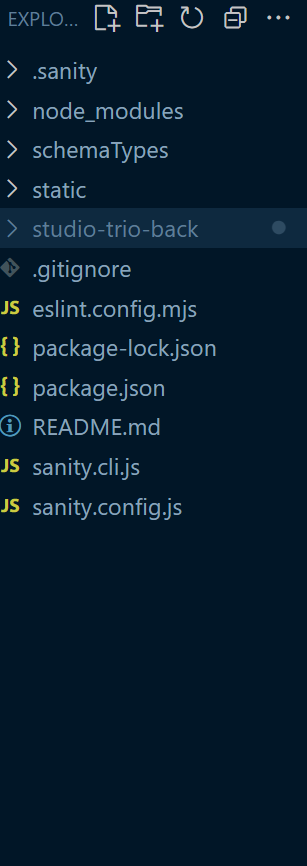 EXPLO...
.sanity
node_modules
schemaTypes
static
studio-trio-back
.gitignore
JS eslint.config.mjs
{ } package-lock.json
{ } package.json
README.md
JS sanity.cli.js
JS sanity.config.js